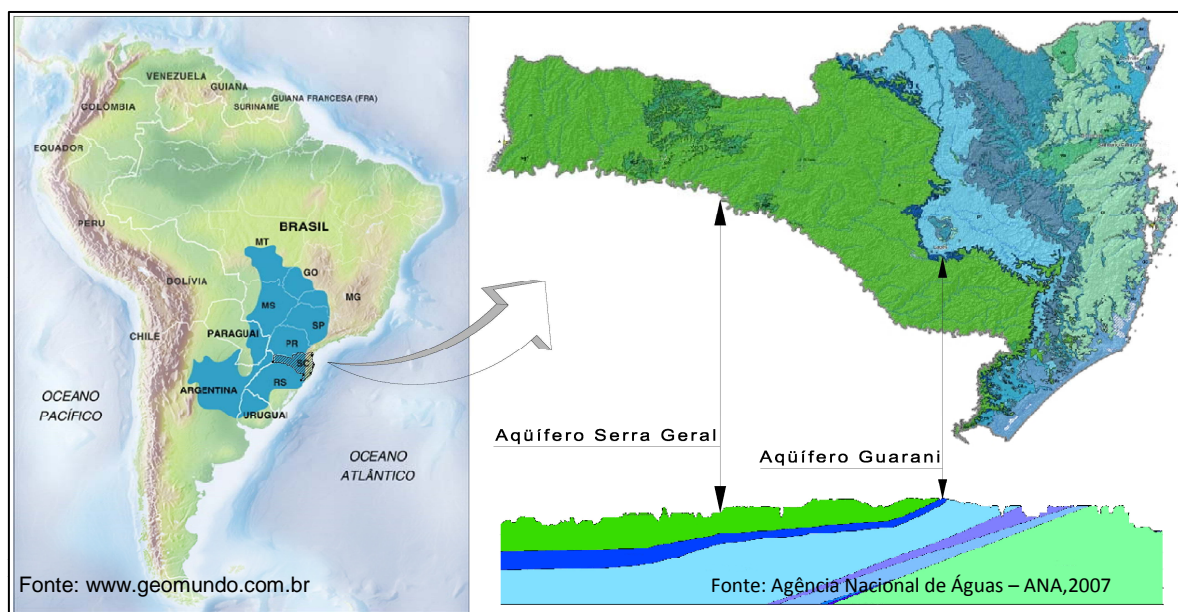 VENEZUELA
GUIANA
GUIANA FRANCESA (FRA)
SURINAME
COLÔMBIA
EQUADOR
PERU
BRASIL
MT
GO
BOLÍVIA
MG
MS
SP
CHILE
PARAGUAI
PR
SC
ARGENTINA
RS
URUGUAI
OCEANO
PACÍFICO
OCEANO
ATLÂNTICO
Fonte: www.geomundo.com.br
Aqüífero Serra Geral
Aqüífero Guarani
Fonte: Agência Nacional de Águas – ANA,2007